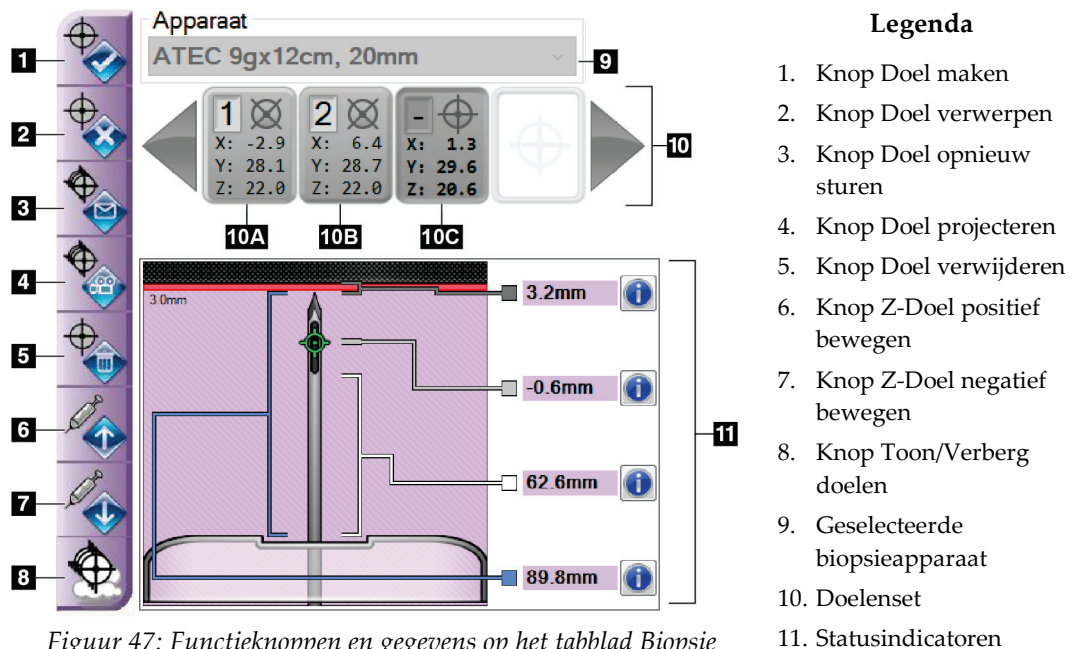 Apparaat
1
ATEC 9gx12cm, 20mm
9
1
2
-
X: -2.9
Y: 28.1
Z: 22.0
X: 6.4
Y: 28.7
Z: 22.0
X: 1.3
Y: 29.6
Z: 20.6
2
10
3
10A
10B
10C
4
3.0mm
3.2mm
5
-0.6mm
6
11
62.6mm
7
8
89.8mm
Figuur 47: Functieknoppen en gegevens op het tabblad Biopsie
Legenda
1. Knop Doel maken
2. Knop Doel verwerpen
3. Knop Doel opnieuw
sturen
4. Knop Doel projecteren
5. Knop Doel verwijderen
6. Knop Z-Doel positief
bewegen
7. Knop Z-Doel negatief
bewegen
8. Knop Toon/Verberg
doelen
9. Geselecteerde
biopsieapparaat
10. Doelenset
11. Statusindicatoren